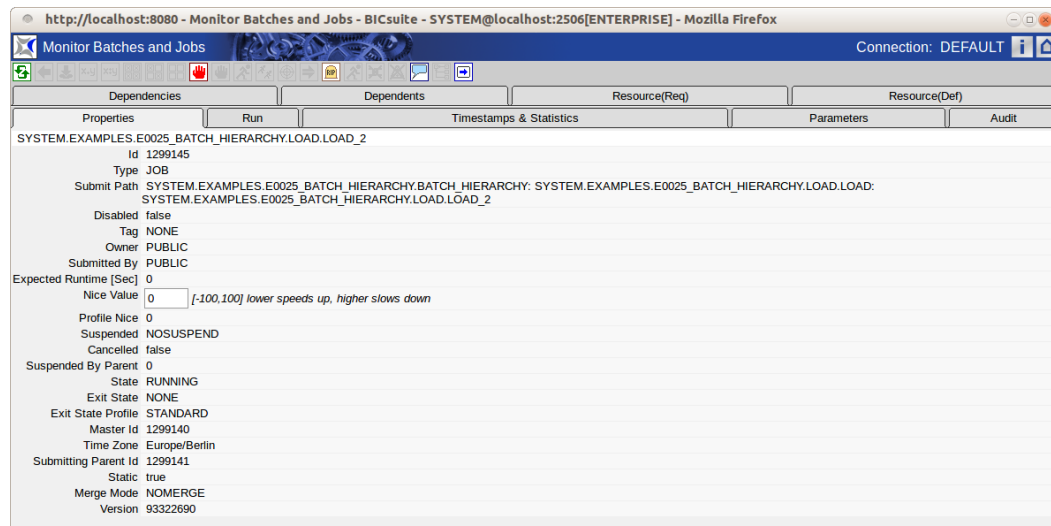 http://localhost:8080 - Monitor Batches and Jobs - BICsuite - SYSTEM@localhost:2506[ENTERPRISE] - Mozilla Firefox
Monitor Batches and Jobs
Connection: DEFAULT
RIP
Dependencies Dependents Resource(Req) Resource(Def)
Properties Run Timestamps & Statistics Parameters Audit
SYSTEM.EXAMPLES.E0025_BATCH_HIERARCHY.LOAD.LOAD_2
Id 1299145
Type JOB
Submit Path SYSTEM.EXAMPLES.E0025_BATCH_HIERARCHY.BATCH_HIERARCHY: SYSTEM.EXAMPLES.E0025_BATCH_HIERARCHY.LOAD.LOAD:
SYSTEM.EXAMPLES.E0025_BATCH_HIERARCHY.LOAD.LOAD_2
Disabled false
Tag NONE
Owner PUBLIC
Submitted By PUBLIC
Expected Runtime [Sec] 0
Nice Value 0 [-100,100] lower speeds up, higher slows down
Profile Nice 0
Suspended NOSUSPEND
Cancelled false
Suspended By Parent 0
State RUNNING
Exit State NONE
Exit State Profile STANDARD
Master Id 1299140
Time Zone Europe/Berlin
Submitting Parent Id 1299141
Static true
Merge Mode NOMERGE
Version 93322690